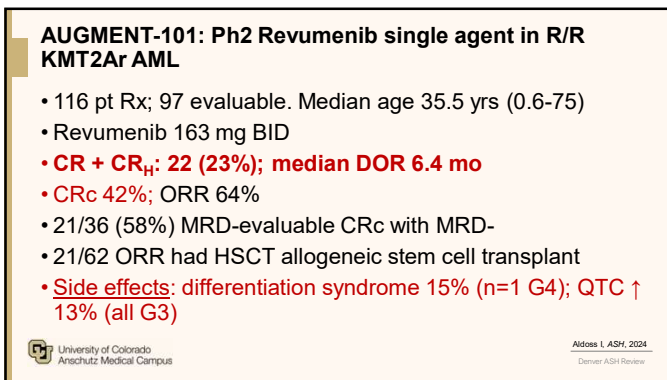 AUGMENT-101: Ph2 Revumenib single agent in R/R
KMT2Ar AML
• 116 pt Rx; 97 evaluable. Median age 35.5 yrs (0.6-75)
• Revumenib 163 mg BID
• CR + CRH: 22 (23%); median DOR 6.4 mo
• CRc 42%; ORR 64%
• 21/36 (58%) MRD-evaluable CRc with MRD-
• 21/62 ORR had HSCT allogeneic stem cell transplant
• Side effects: differentiation syndrome 15% (n=1 G4); QTC ↑
13% (all G3)
University of Colorado
Anschutz Medical Campus
Aldoss I, ASH, 2024
Denver ASH Review